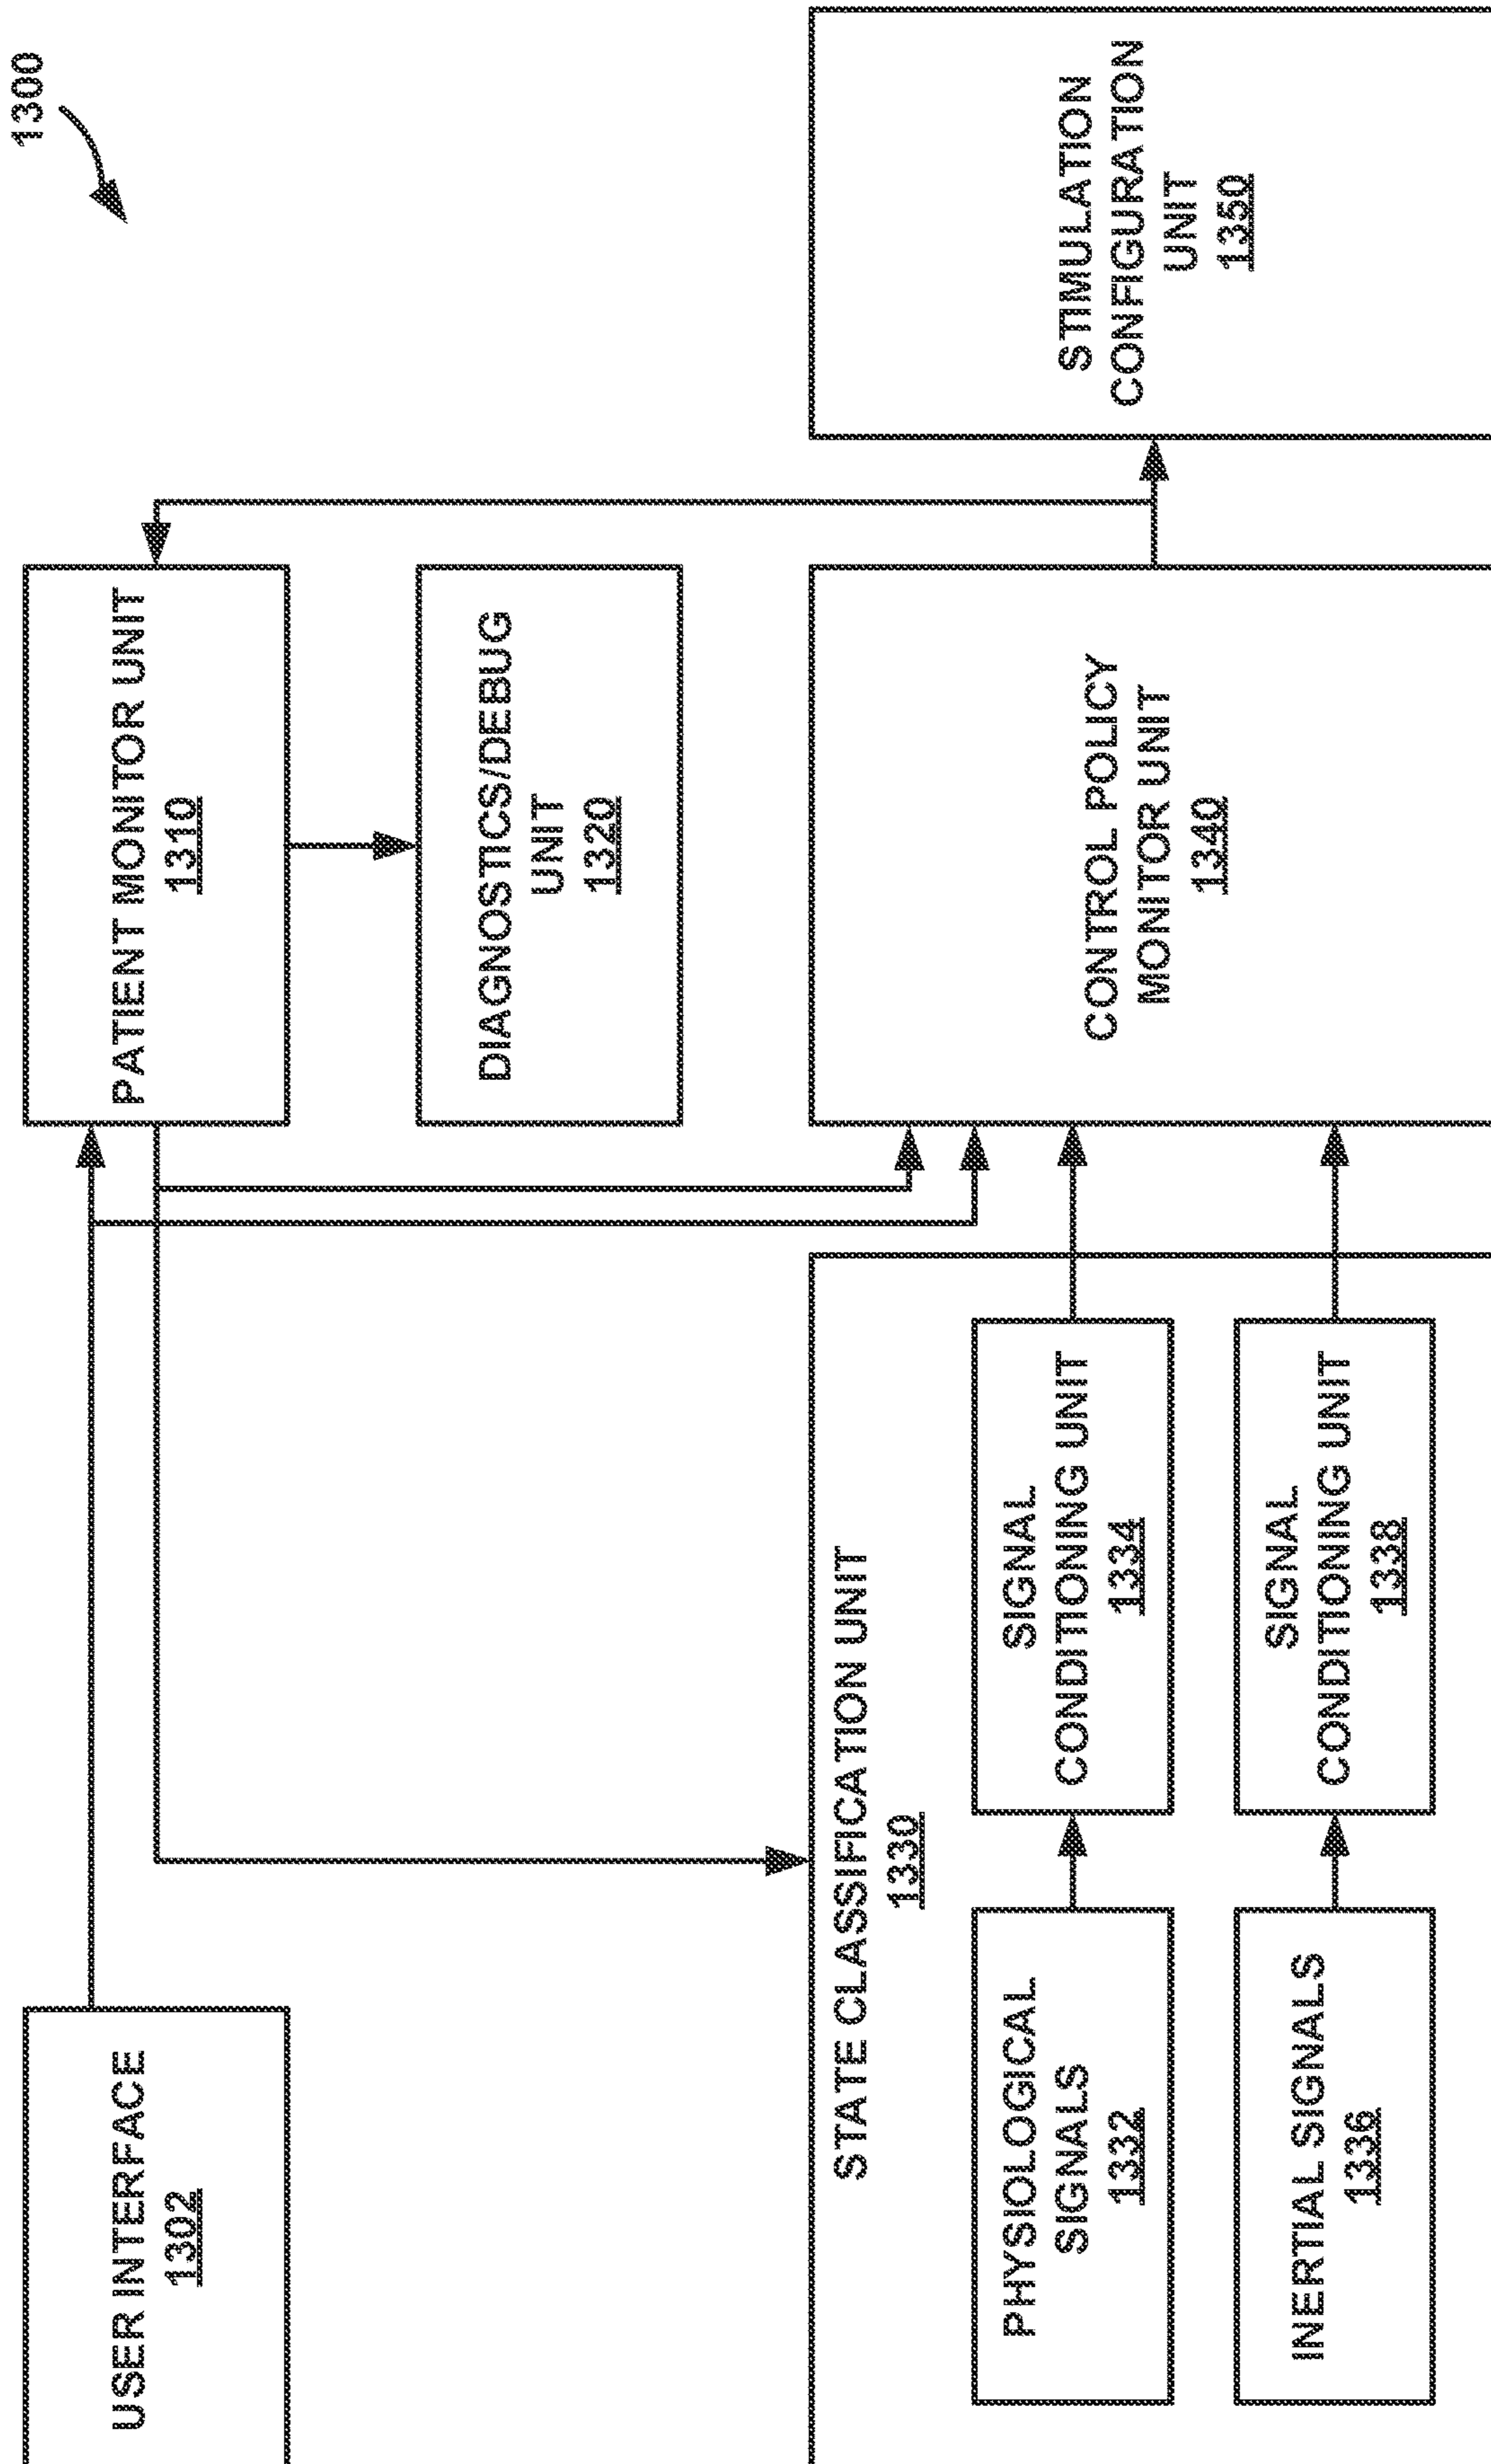 1300
USER INTERFACE
1302
PATIENT MONITOR UNIT
1310
DIAGNOSTICS/DEBUG
UNIT
1320
STATE CLASSIFICATION UNIT
1330
PHYSIOLOGICAL
SIGNALS
1332
SIGNAL
CONDITIONING UNIT
1334
INERTIAL SIGNALS
1336
SIGNAL
CONDITIONING UNIT
1338
CONTROL POLICY
MONITOR UNIT
1340
STIMULATION
CONFIGURATION
UNIT
1350